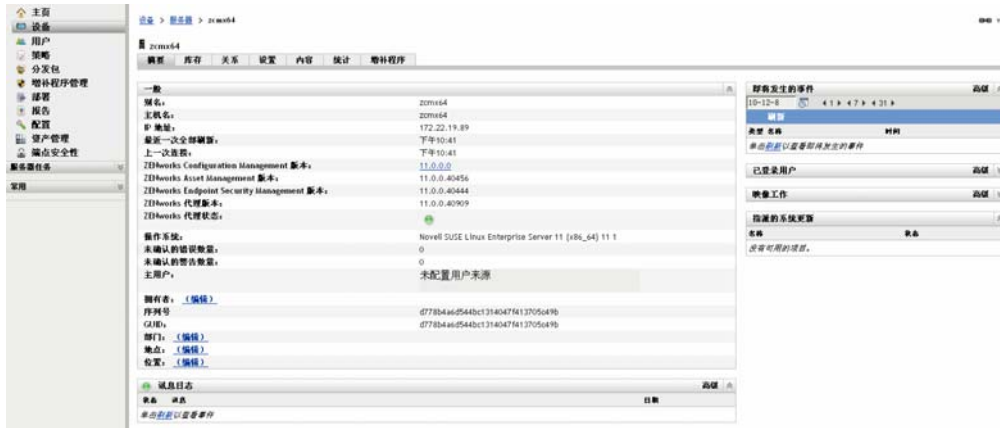 主页
设备
用户
策略
分发包
增补程序管理
部署
报告
配置
资产管理
端点安全性
服务器任务
常用
设备 > 服务器 > zcmx64
zcmx64
摘要 库存 关系 设置 内容 统计 增补程序
一般
别名: zcmx64
主机名: zcmx64
IP 地址: 172.22.19.89
最近一次全部刷新: 下午10:41
上一次连接: 下午10:41
ZENworks Configuration Management 版本: 11.0.0.0
ZENworks Asset Management 版本: 11.0.0.40456
ZENworks Endpoint Security Management 版本: 11.0.0.40444
ZENworks 代理版本: 11.0.0.40909
ZENworks 代理状态:
操作系统: Novell SUSE Linux Enterprise Server 11 (x86_64) 11 1
未确认的错误数量: 0
未确认的警告数量: 0
主用户: 未配置用户来源
拥有者: (编辑)
序列号 d778b4a6d544bc1314047f413705c49b
GUID: d778b4a6d544bc1314047f413705c49b
部门: (编辑)
地点: (编辑)
位置: (编辑)
讯息日志 高级
状态 讯息 日期
单击刷新以查看事件
即将发生的事件 高级
10-12-8 1 7 31
刷新
类型 名称 时间
单击刷新以查看即将发生的事件
已登录用户 高级
映像工作 高级
指派的系统更新
名称 状态
没有可用的项目。